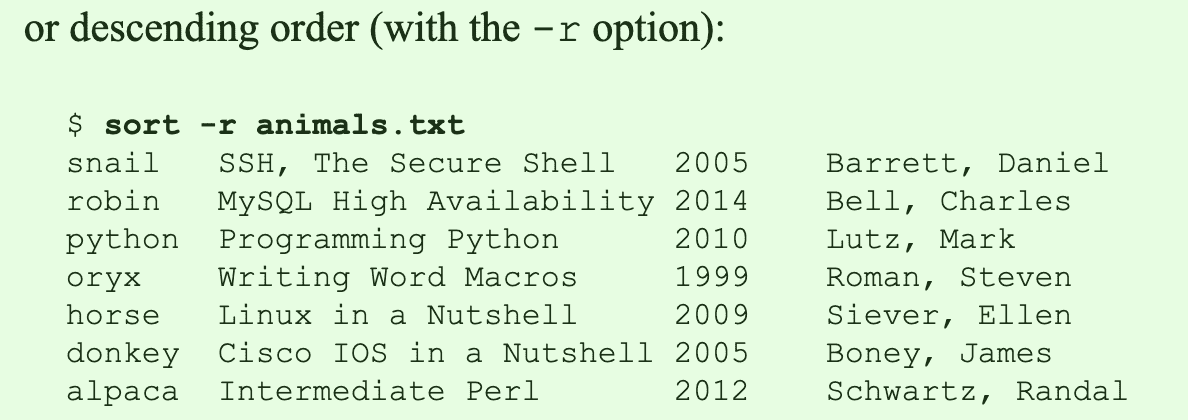 or descending order (with the -r option):
$ sort -r animals.txt
snail SSH, The Secure Shell 2005 Barrett, Daniel
robin MySQL High Availability 2014 Bell, Charles
python Programming Python 2010 Lutz, Mark
oryx Writing Word Macros 1999 Roman, Steven
horse Linux in a Nutshell 2009 Siever, Ellen
donkey Cisco IOS in a Nutshell 2005 Boney, James
alpaca Intermediate Perl 2012 Schwartz, Randal